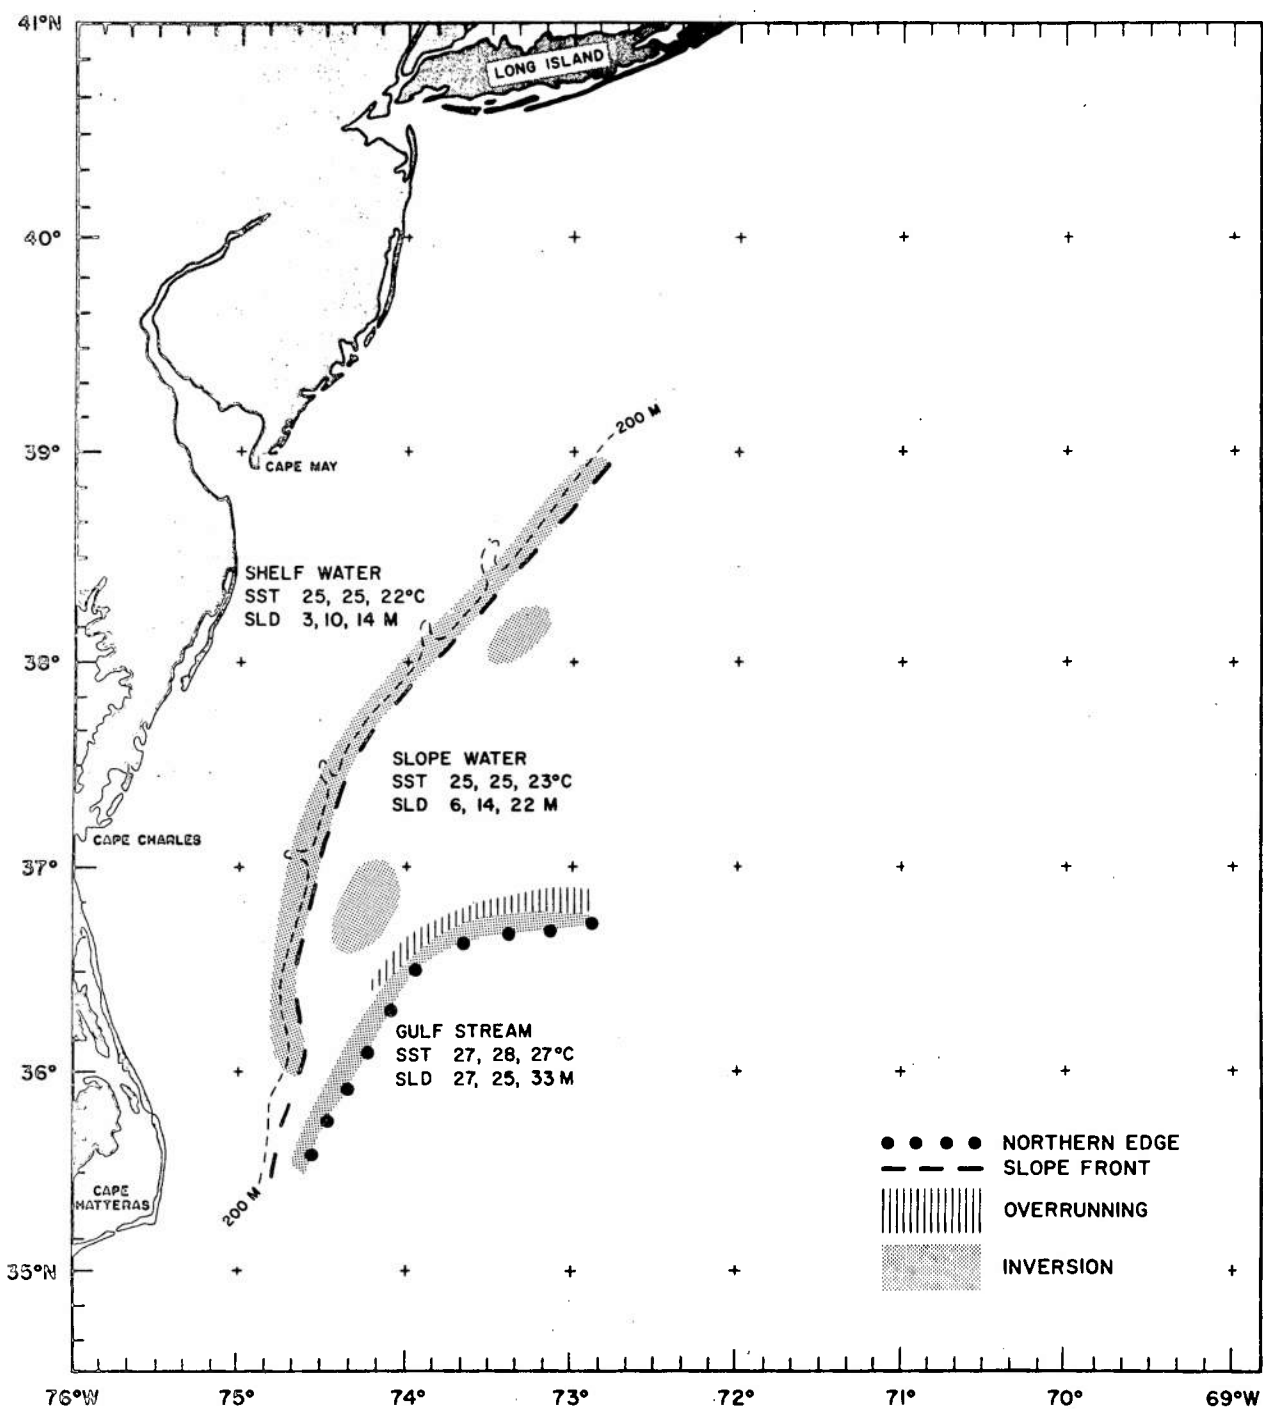 41°N
LONG ISLAND
40°
200 M
39°
CAPE MAY
SHELF WATER
SST 25, 25, 22°C
SLD 3, 10, 14 M
38°
SLOPE WATER
SST 25, 25, 23°C
SLD 6, 14, 22 M
CAPE CHARLES
37°
GULF STREAM
SST 27, 28, 27°C
SLD 27, 25, 33 M
36°
NORTHERN EDGE
SLOPE FRONT
CAPE
HATTERAS
200 M
OVERRUNNING
INVERSION
35°N
76°W 75° 74° 73° 72° 71° 70° 69°W